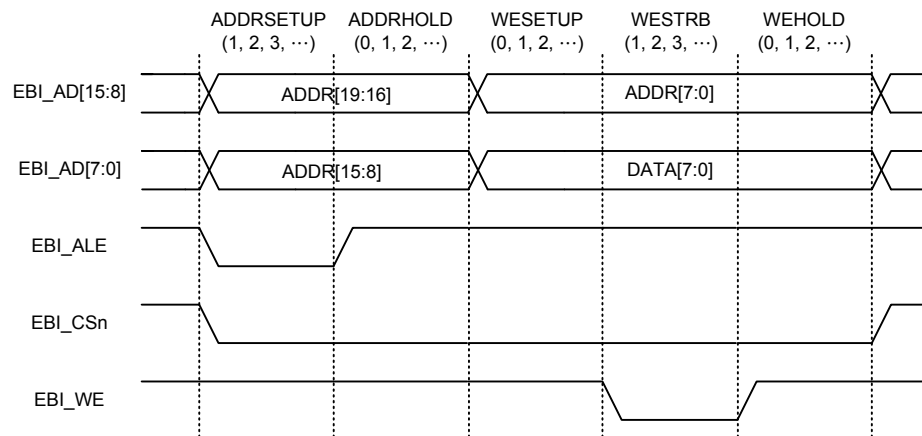 ADDRSETUP ADDRHOLD WESETUP WESTRB WEHOLD
(1, 2, 3, …) (0, 1, 2, …) (0, 1, 2, …) (1, 2, 3, …) (0, 1, 2, …)
EBI_AD[15:8] ADDR[19:16] ADDR[7:0]
EBI_AD[7:0] ADDR[15:8] DATA[7:0]
EBI_ALE
EBI_CSn
EBI_WE